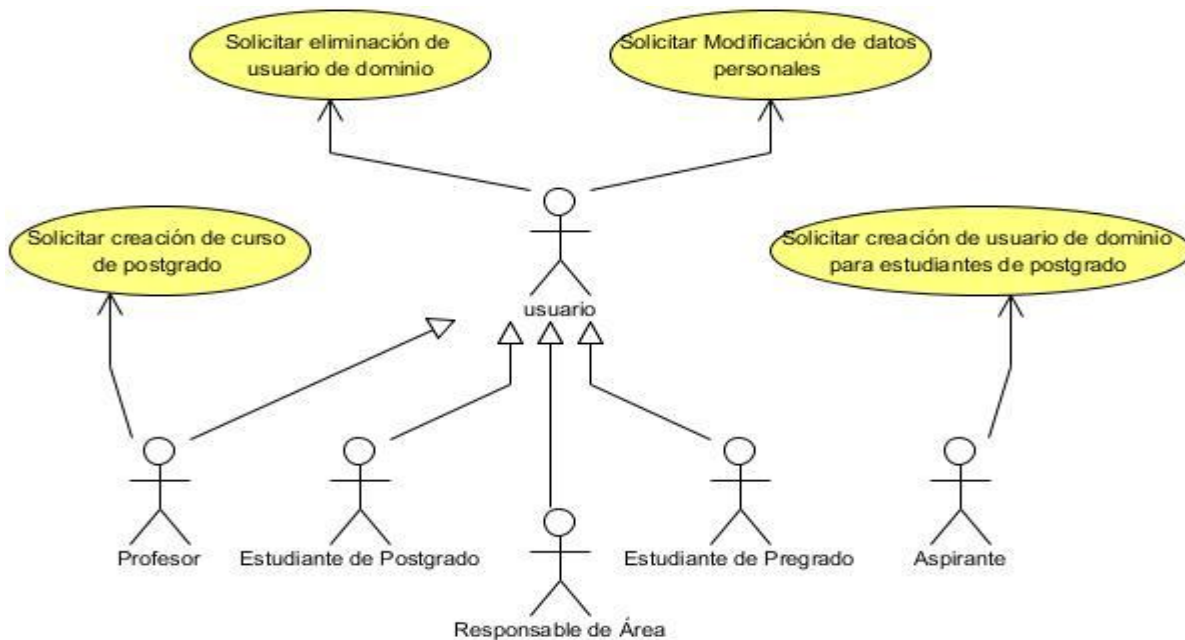 Solicitar eliminación de
usuario de dominio
Solicitar Modificación de datos
personales
Solicitar creación de curso
de postgrado
Solicitar creación de usuario de dominio
para estudiantes de postgrado
usuario
Profesor
Estudiante de Postgrado
Estudiante de Pregrado
Aspirante
Responsable de Área